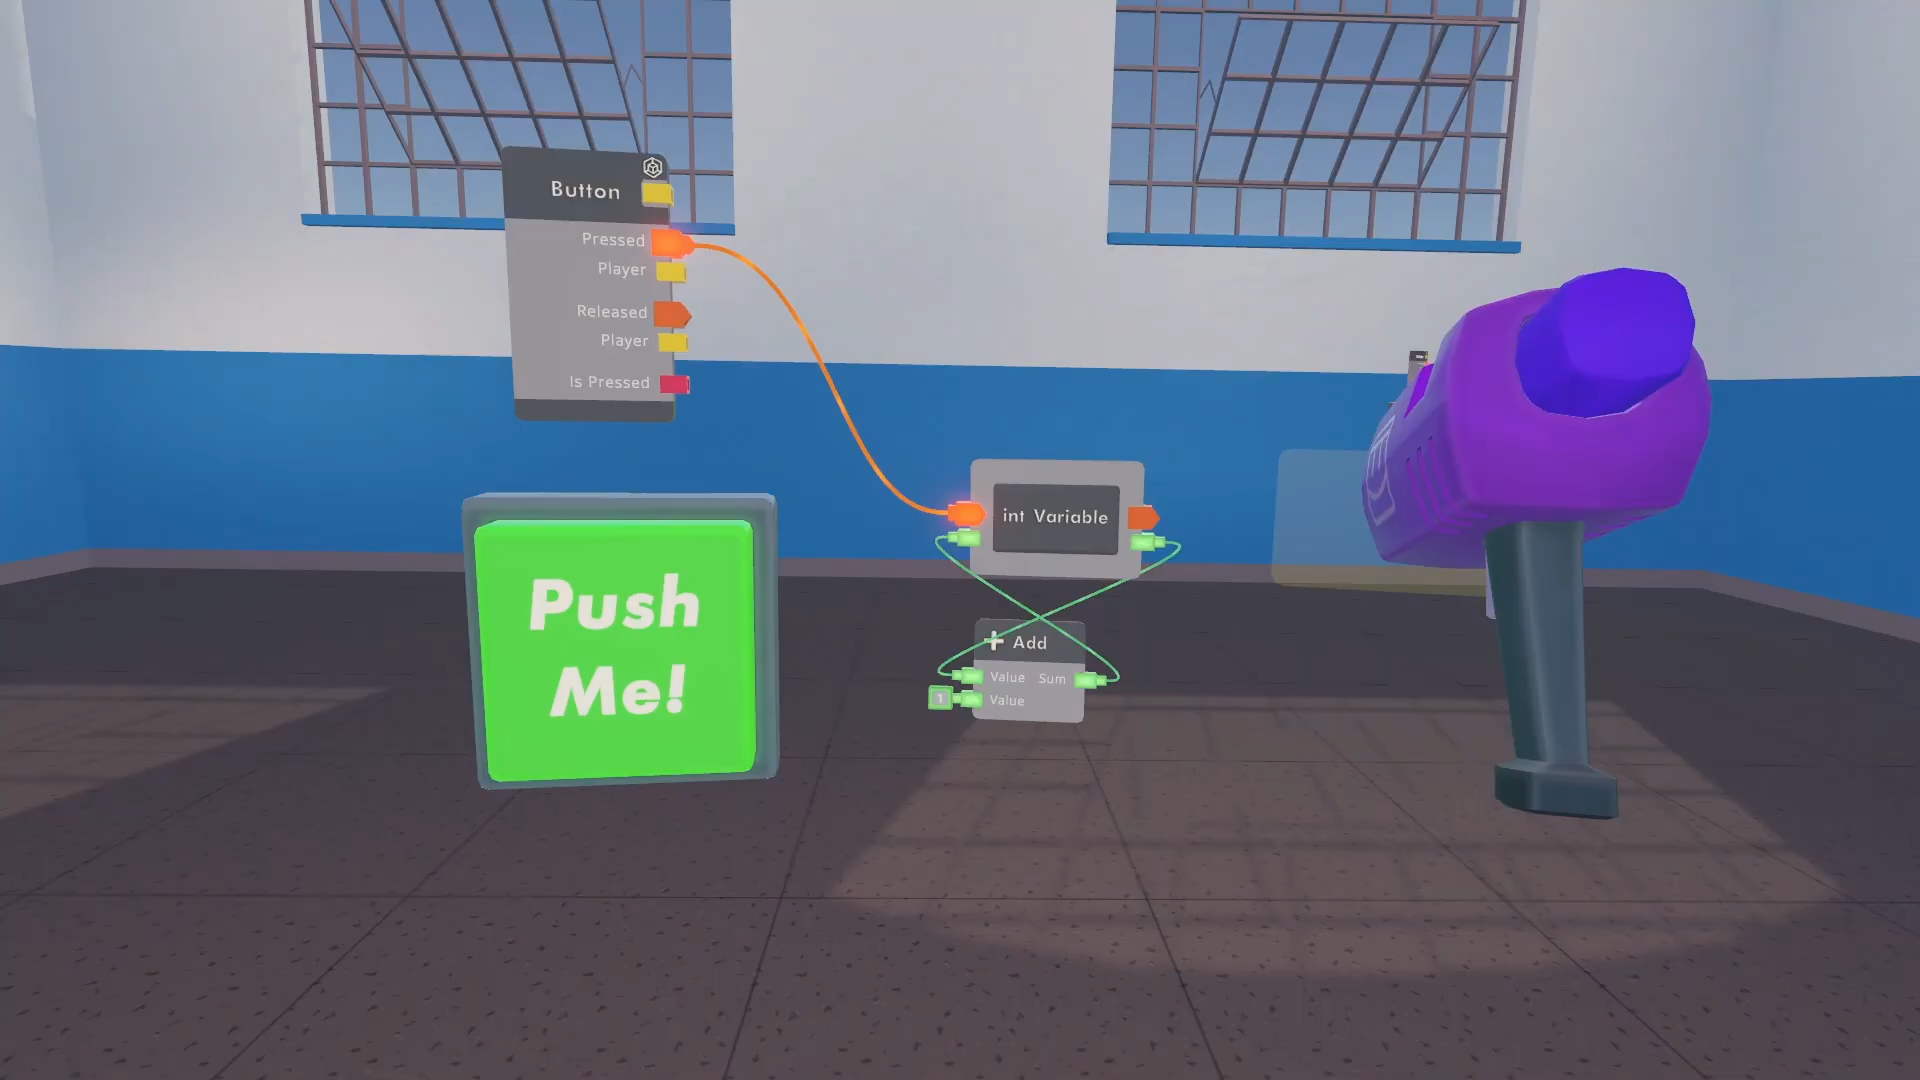 Button
Pressed
Player
Released
Player
Is Pressed
int Variable
Push
Me!
Add
Value Sum
1
Value